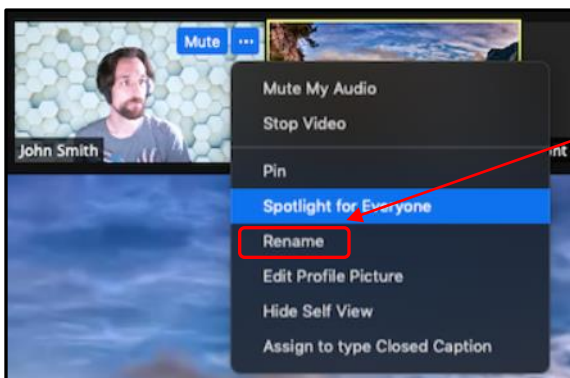 Mute ...
John Smith
Mute My Audio
Stop Video
Pin
Spotlight for Everyone
Rename
Edit Profile Picture
Hide Self View
Assign to type Closed Caption